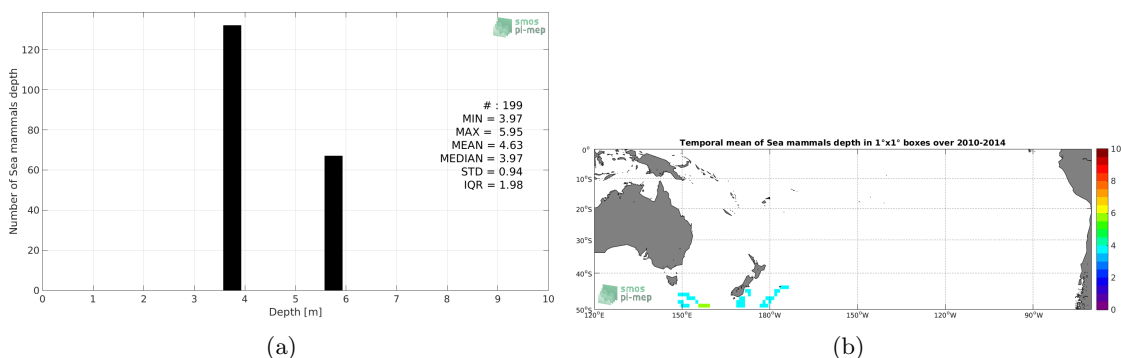 smos
pi-mep
Number of Sea mammals depth
140
120
100
80
60
40
20
0
# : 199
MIN = 3.97
MAX = 5.95
MEAN = 4.63
MEDIAN = 3.97
STD = 0.94
IQR = 1.98
0 1 2 3 4 5 6 7 8 9 10
Depth [m]
(a)
Temporal mean of Sea mammals depth in 1°x1° boxes over 2010-2014
0°
10°S
20°S
30°S
40°S
50°S
120°E 150°E 180°W 150°W 120°W 90°W
10
8
6
4
2
0
smos
pi-mep
(b)